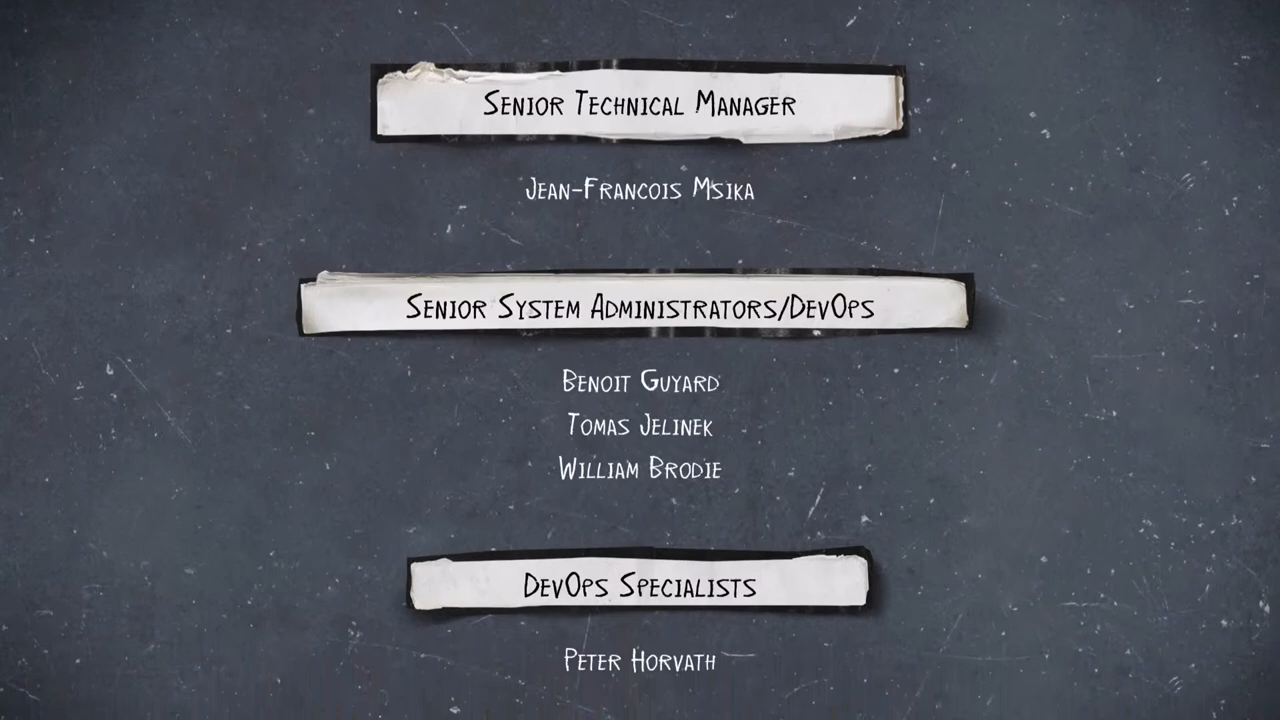 Senior Technical Manager
Jean-Francois Msika
Senior System Administrators/DevOps
Benoit Guyard
Tomas Jelinek
William Brodie
DevOps Specialists
Peter Horvath